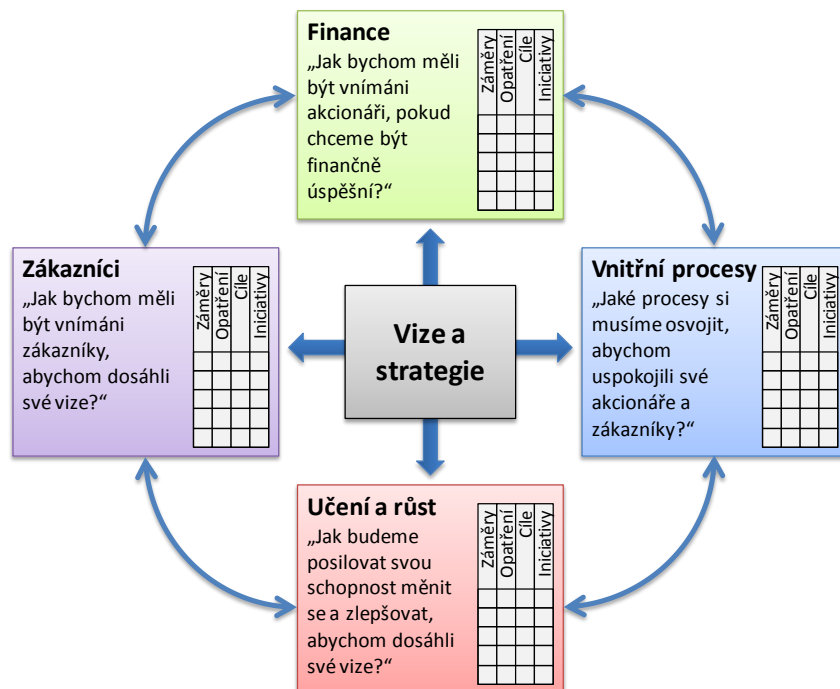 Finance
„Jak bychom měli
být vnímáni
akcionáři, pokud
chceme být
finančně
úspěšní?“
Záměry
Opatření
Cíle
Iniciativy
Zákazníci
„Jak bychom měli
být vnímáni
zákazníky,
abychom dosáhli
své vize?“
Záměry
Opatření
Cíle
Iniciativy
Vize a
strategie
Vnitřní procesy
„Jaké procesy si
musíme osvojit,
abychom
uspokojili své
akcionáře a
zákazníky?“
Záměry
Opatření
Cíle
Iniciativy
Učení a růst
„Jak budeme
posilovat svou
schopnost měnit
se a zlepšovat,
abychom dosáhli
své vize?“
Záměry
Opatření
Cíle
Iniciativy